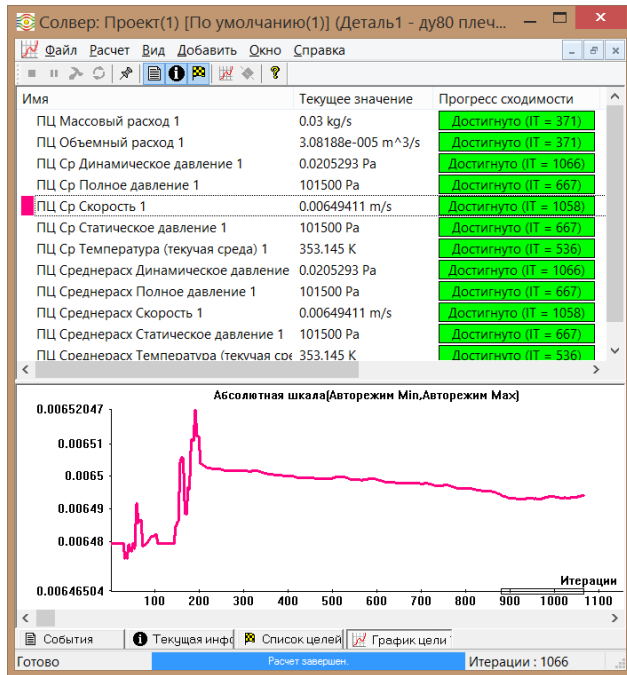 Солвер: Проект(1) [По умолчанию(1)] (Деталь1 - ду80 плеч...
Файл Расчет Вид Добавить Окно Справка
Имя Текущее значение Прогресс сходимости
ПЦ Массовый расход 1 0.03 kg/s Достигнуто (IT = 371)
ПЦ Объемный расход 1 3.08188e-005 m^3/s Достигнуто (IT = 371)
ПЦ Ср Динамическое давление 1 0.0205293 Pa Достигнуто (IT = 1066)
ПЦ Ср Полное давление 1 101500 Pa Достигнуто (IT = 667)
ПЦ Ср Скорость 1 0.00649411 m/s Достигнуто (IT = 1058)
ПЦ Ср Статическое давление 1 101500 Pa Достигнуто (IT = 667)
ПЦ Ср Температура (текучая среда) 1 353.145 K Достигнуто (IT = 536)
ПЦ Среднерасх Динамическое давление 0.0205293 Pa Достигнуто (IT = 1066)
ПЦ Среднерасх Полное давление 1 101500 Pa Достигнуто (IT = 667)
ПЦ Среднерасх Скорость 1 0.00649411 m/s Достигнуто (IT = 1058)
ПЦ Среднерасх Статическое давление 1 101500 Pa Достигнуто (IT = 667)
ПЦ Среднерасх Температура (текучая сре 353.145 K Достигнуто (IT = 536)
Абсолютная шкала(Авторежим Min,Авторежим Max)
0.00652047
0.00651
0.0065
0.00649
0.00648
0.00646504
Итерации
100 200 300 400 500 600 700 800 900 1000 1100
События Текущая инфо Список целей График цели
Готово Расчет завершен. Итерации : 1066